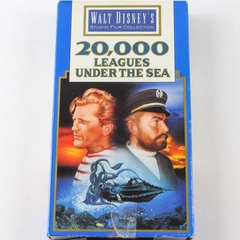 WALT DISNEY'S
STUDIO FILM COLLECTION
20,000
LEAGUES
UNDER THE SEA